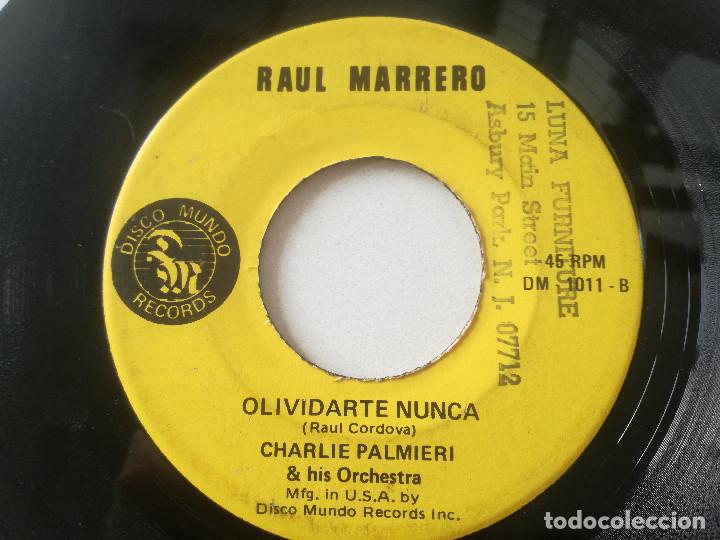 RAUL MARRERO
LUNA FURNITURE
15 Main Street
Asbury Park, N. J. 07712
DISCO MUNDO
RECORDS
45 RPM
DM 1011 - B
OLIVIDARTE NUNCA
(Raul Cordova)
CHARLIE PALMIERI
& his Orchestra
Mfg. in U.S.A. by
Disco Mundo Records Inc.
todocoleccion